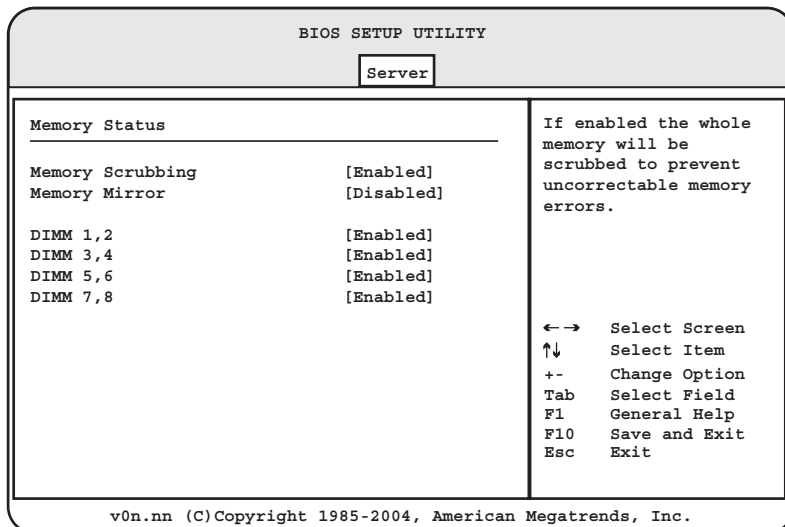 BIOS SETUP UTILITY
Server
Memory Status
Memory Scrubbing [Enabled]
Memory Mirror [Disabled]
DIMM 1,2 [Enabled]
DIMM 3,4 [Enabled]
DIMM 5,6 [Enabled]
DIMM 7,8 [Enabled]
If enabled the whole
memory will be
scrubbed to prevent
uncorrectable memory
errors.
←→ Select Screen
↑↓ Select Item
+- Change Option
Tab Select Field
F1 General Help
F10 Save and Exit
Esc Exit
v0n.nn (C)Copyright 1985-2004, American Megatrends, Inc.